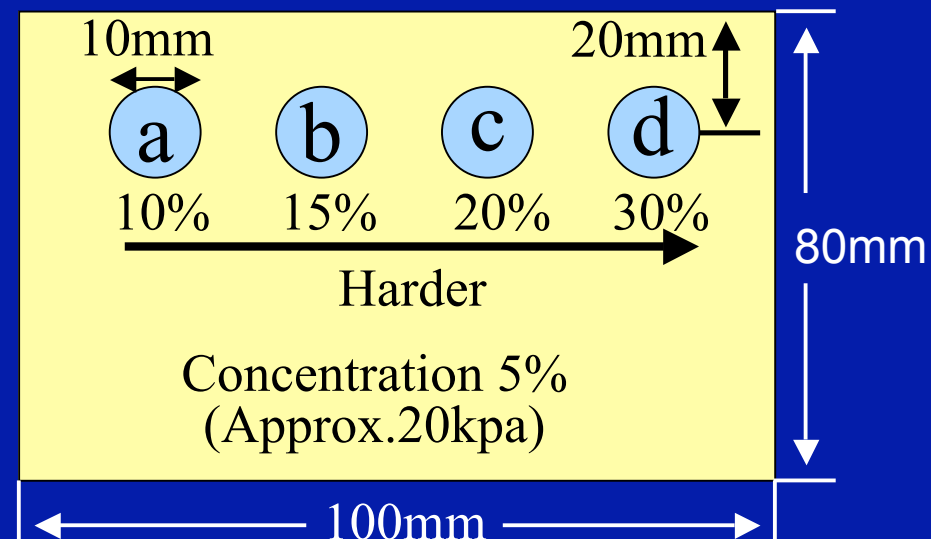 10mm
20mm
a b c d
10% 15% 20% 30%
80mm
Harder
Concentration 5%
(Approx.20kpa)
100mm